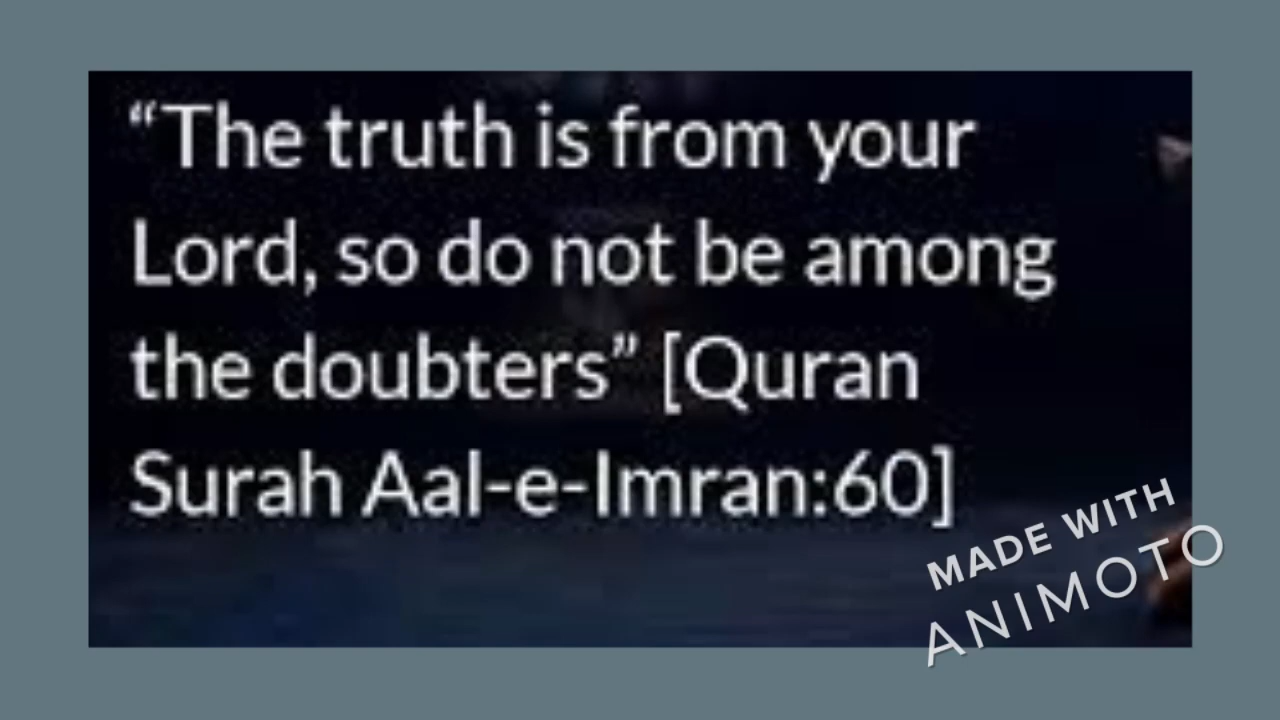 “The truth is from your
Lord, so do not be among
the doubters” [Quran
Surah Aal-e-Imran:60]
MADE WITH
ANIMOTO